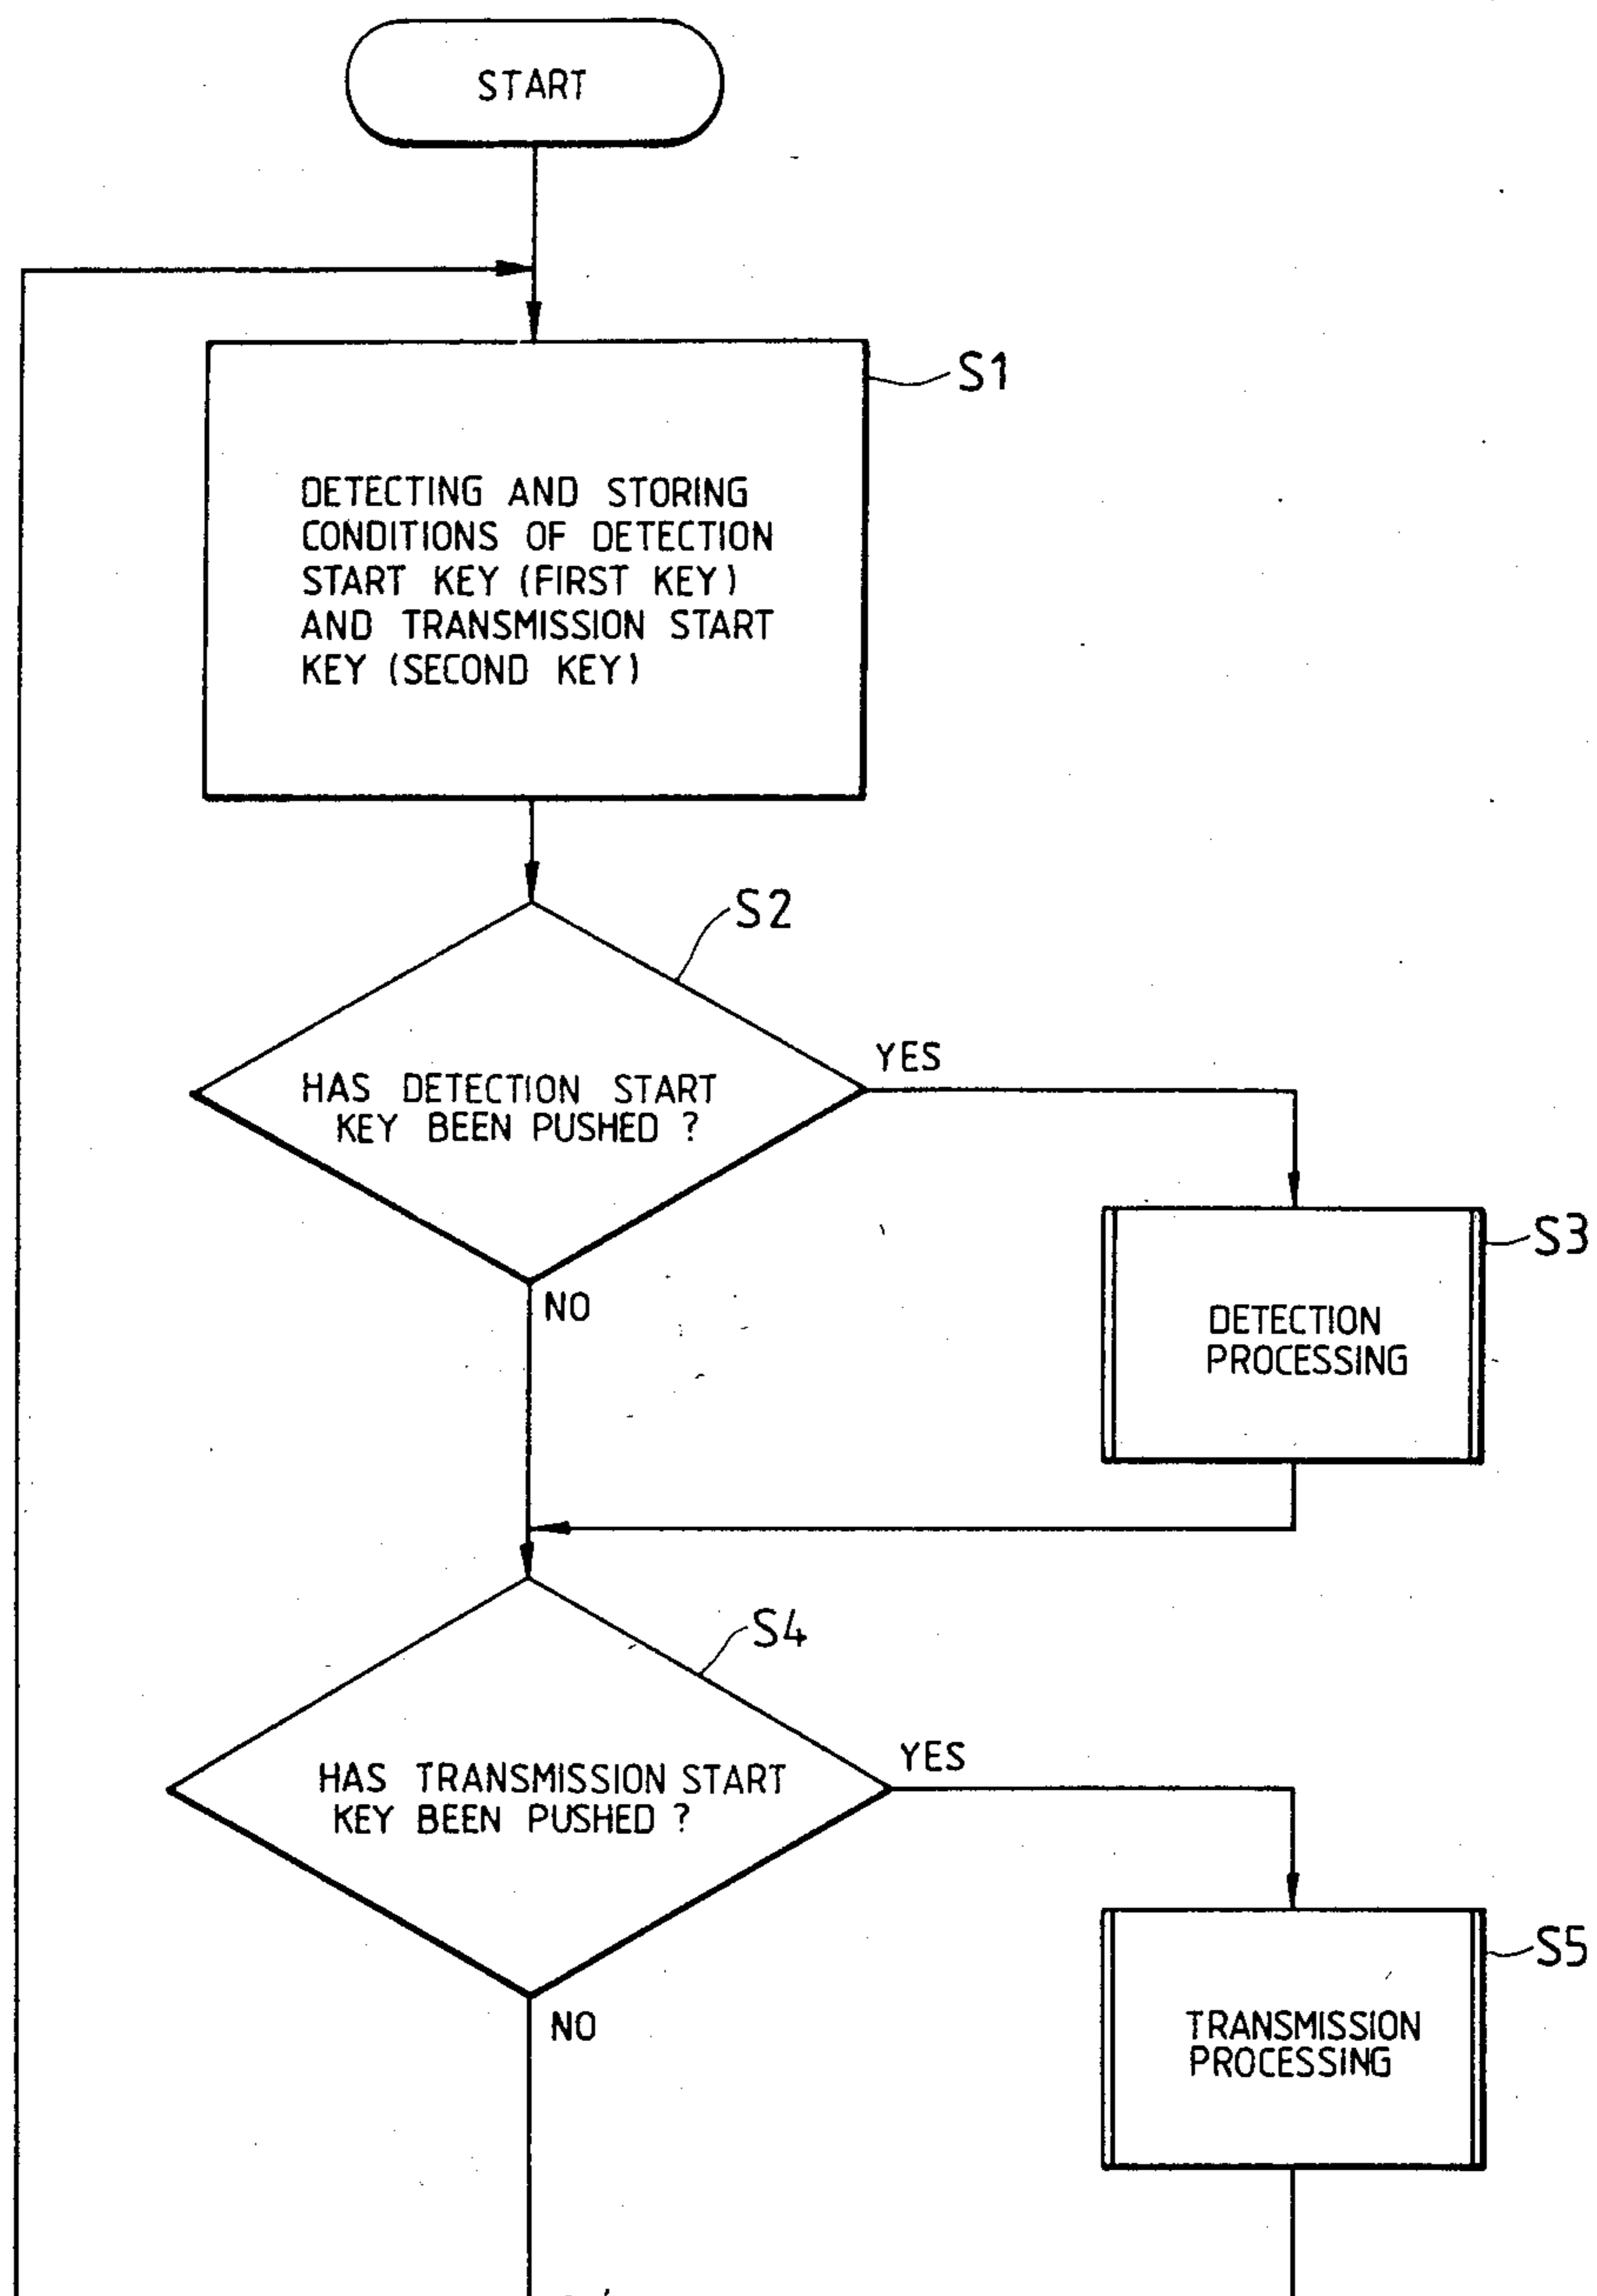 START
S1
DETECTING AND STORING
CONDITIONS OF DETECTION
START KEY (FIRST KEY)
AND TRANSMISSION START
KEY (SECOND KEY)
S2
YES
HAS DETECTION START
KEY BEEN PUSHED ?
NO
S3
DETECTION
PROCESSING
S4
YES
HAS TRANSMISSION START
KEY BEEN PUSHED ?
NO
S5
TRANSMISSION
PROCESSING